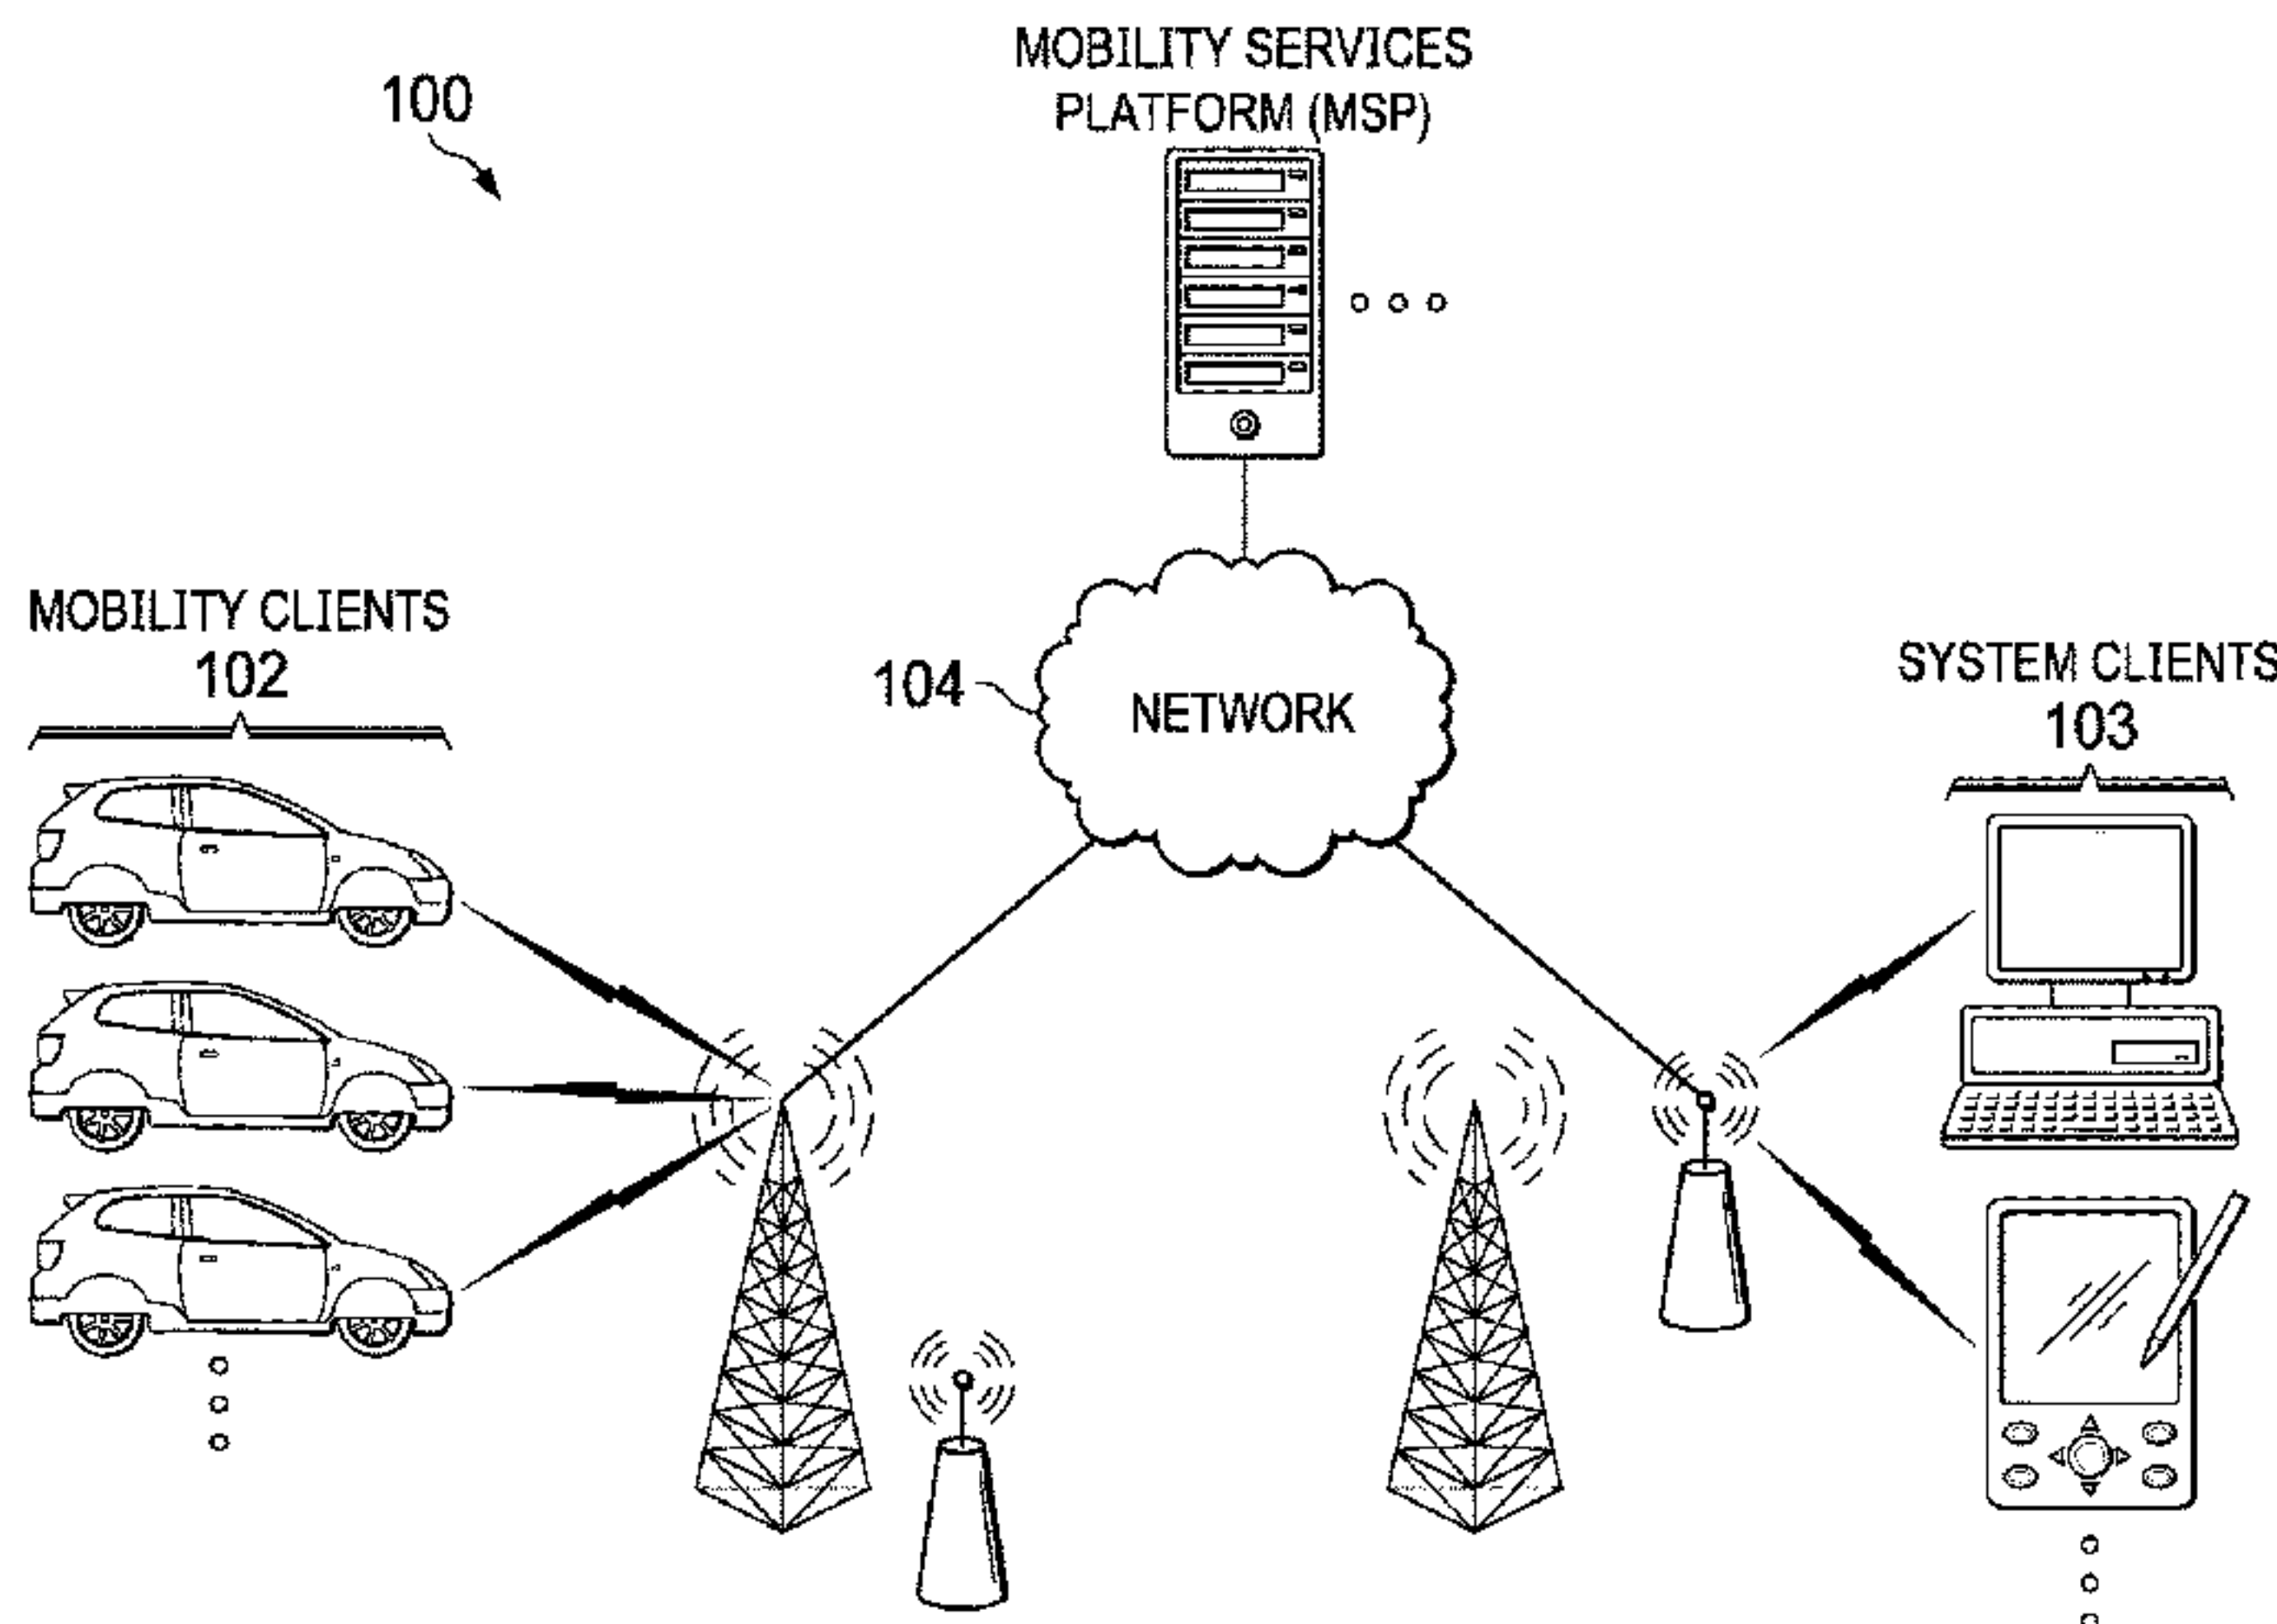 100
MOBILITY SERVICES
PLATFORM (MSP)
MOBILITY CLIENTS
102
104
NETWORK
SYSTEM CLIENTS
103